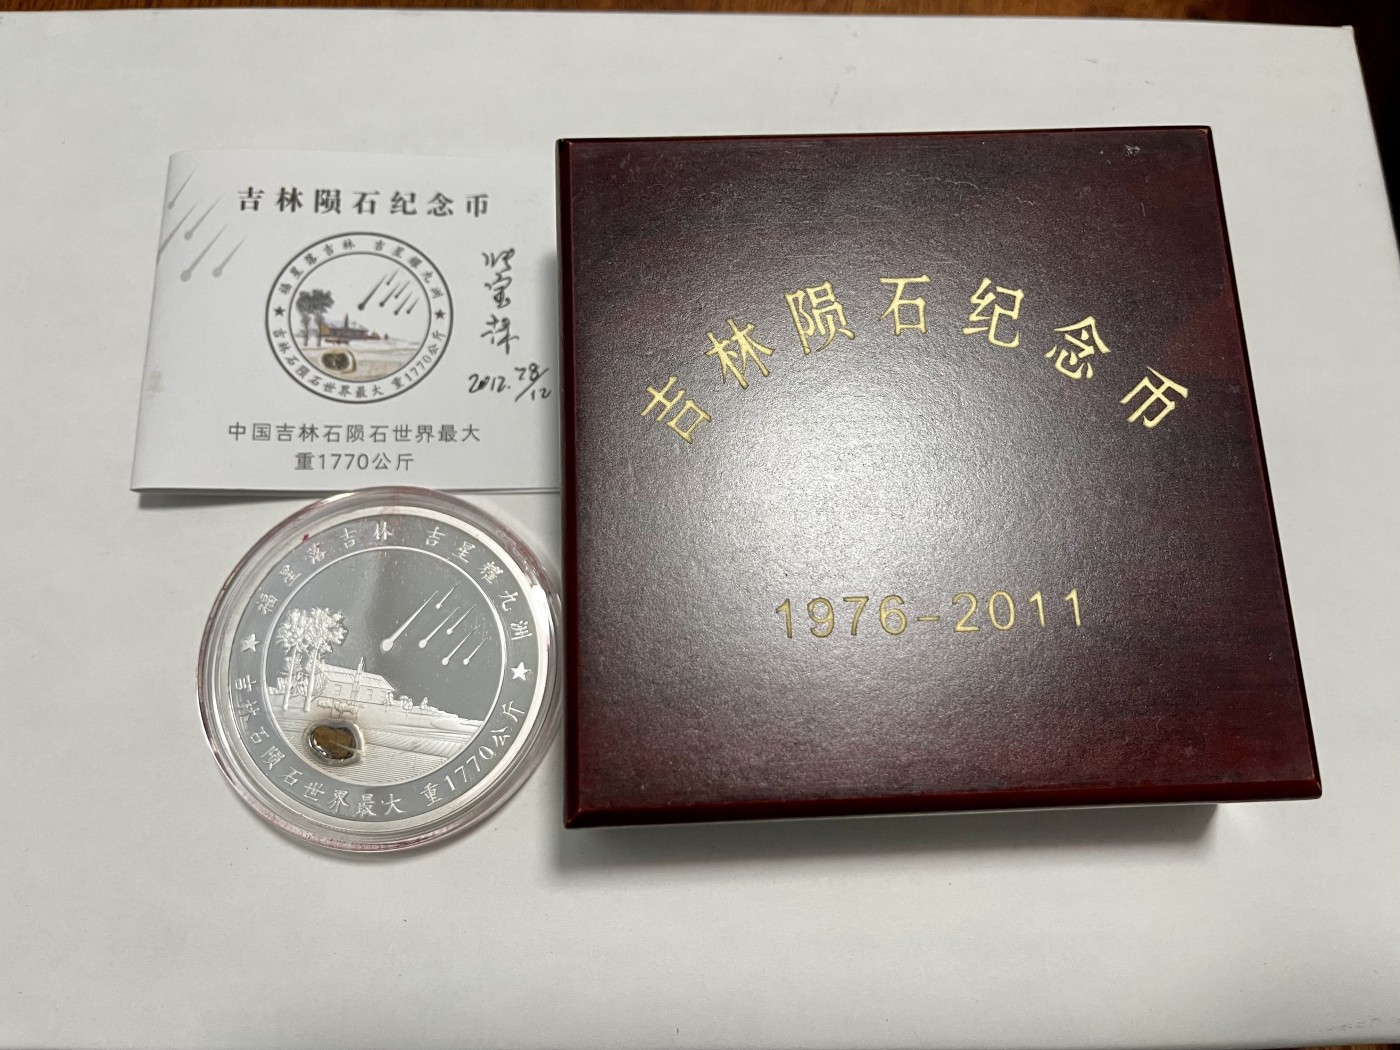 吉林陨石纪念币
福星落吉林 吉星耀九洲
吉林石陨石世界最大 重1770公斤
2012.28/12
中国吉林石陨石世界最大
重1770公斤
福星落吉林 吉星耀九洲
吉林石陨石世界最大 重1770公斤
吉林陨石纪念币
1976-2011